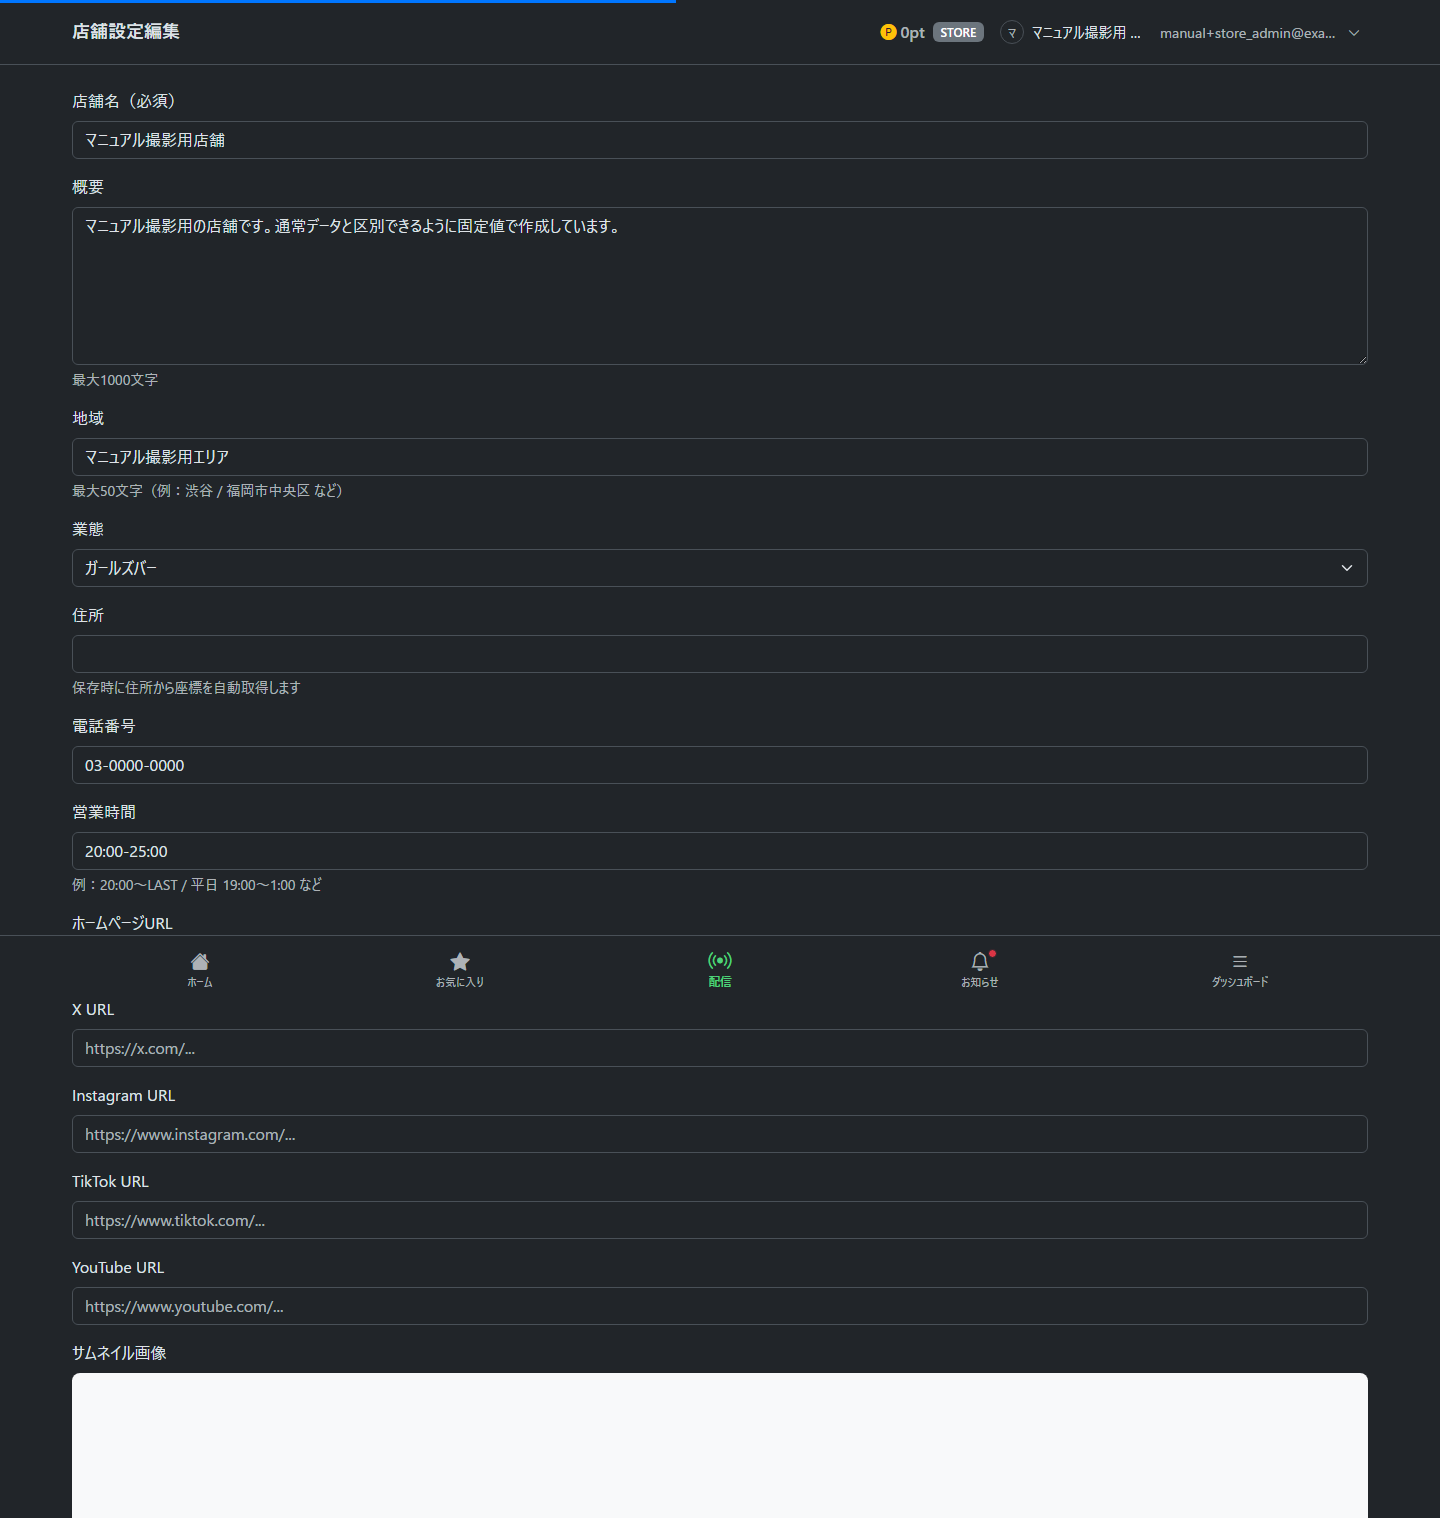 店舗設定編集
P 0pt STORE マ マニュアル撮影用 ... manual+store_admin@exa...
店舗名（必須）
マニュアル撮影用店舗
概要
マニュアル撮影用の店舗です。通常データと区別できるように固定値で作成しています。
最大1000文字
地域
マニュアル撮影用エリア
最大50文字（例：渋谷 / 福岡市中央区 など）
業態
ガールズバー
住所
保存時に住所から座標を自動取得します
電話番号
03-0000-0000
営業時間
20:00-25:00
例：20:00〜LAST / 平日 19:00〜1:00 など
ホームページURL
ホーム お気に入り 配信 お知らせ ダッシュボード
X URL
https://x.com/...
Instagram URL
https://www.instagram.com/...
TikTok URL
https://www.tiktok.com/...
YouTube URL
https://www.youtube.com/...
サムネイル画像